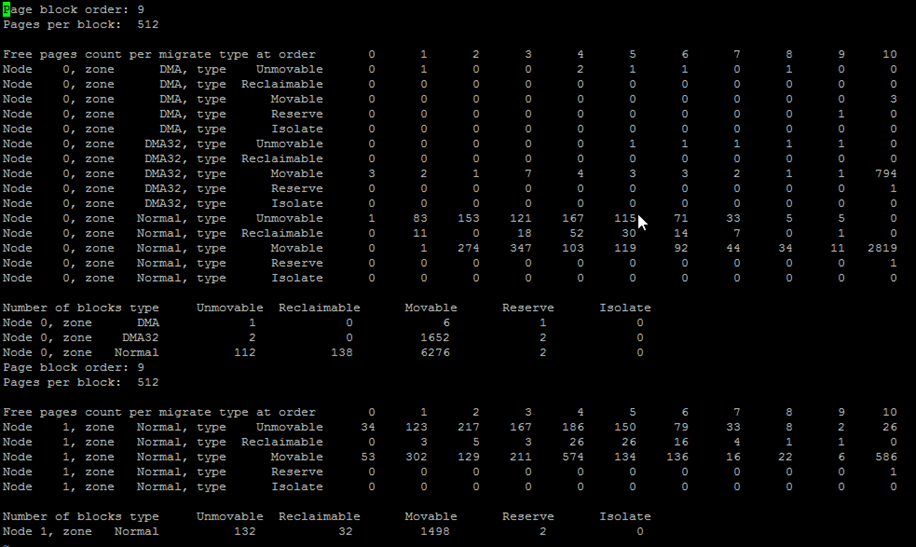 Page block order: 9
Pages per block:  512

Free pages count per migrate type at order       0      1      2      3      4      5      6      7      8      9     10
Node    0, zone      DMA, type    Unmovable      0      1      0      0      2      1      1      0      1      0      0
Node    0, zone      DMA, type  Reclaimable      0      0      0      0      0      0      0      0      0      0      0
Node    0, zone      DMA, type      Movable      0      0      0      0      0      0      0      0      0      0      3
Node    0, zone      DMA, type      Reserve      0      0      0      0      0      0      0      0      0      1      0
Node    0, zone      DMA, type      Isolate      0      0      0      0      0      0      0      0      0      0      0
Node    0, zone    DMA32, type    Unmovable      0      0      0      0      0      1      1      1      1      1      0
Node    0, zone    DMA32, type  Reclaimable      0      0      0      0      0      0      0      0      0      0      0
Node    0, zone    DMA32, type      Movable      3      2      1      7      4      3      3      2      1      1    794
Node    0, zone    DMA32, type      Reserve      0      0      0      0      0      0      0      0      0      0      1
Node    0, zone    DMA32, type      Isolate      0      0      0      0      0      0      0      0      0      0      0
Node    0, zone   Normal, type    Unmovable      1     83    153    121    167    115     71     33      5      5      0
Node    0, zone   Normal, type  Reclaimable      0     11      0     18     52     30     14      7      0      1      0
Node    0, zone   Normal, type      Movable      0      1    274    347    103    119     92     44     34     11   2819
Node    0, zone   Normal, type      Reserve      0      0      0      0      0      0      0      0      0      0      1
Node    0, zone   Normal, type      Isolate      0      0      0      0      0      0      0      0      0      0      0

Number of blocks type     Unmovable  Reclaimable      Movable      Reserve      Isolate
Node 0, zone      DMA            1            0            6            1            0
Node 0, zone    DMA32            2            0         1652            2            0
Node 0, zone   Normal          112          138         6276            2            0
Page block order: 9
Pages per block:  512

Free pages count per migrate type at order       0      1      2      3      4      5      6      7      8      9     10
Node    1, zone   Normal, type    Unmovable     34    123    217    167    186    150     79     33      8      2     26
Node    1, zone   Normal, type  Reclaimable      0      3      5      3     26     26     16      4      1      1      0
Node    1, zone   Normal, type      Movable     53    302    129    211    574    134    136     16     22      6    586
Node    1, zone   Normal, type      Reserve      0      0      0      0      0      0      0      0      0      0      1
Node    1, zone   Normal, type      Isolate      0      0      0      0      0      0      0      0      0      0      0

Number of blocks type     Unmovable  Reclaimable      Movable      Reserve      Isolate
Node 1, zone   Normal          132           32         1498            2            0
~